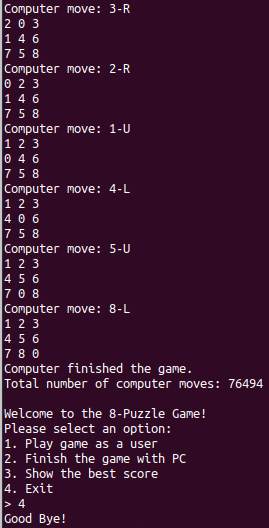 Computer move: 3-R
2 0 3
1 4 6
7 5 8
Computer move: 2-R
0 2 3
1 4 6
7 5 8
Computer move: 1-U
1 2 3
0 4 6
7 5 8
Computer move: 4-L
1 2 3
4 0 6
7 5 8
Computer move: 5-U
1 2 3
4 5 6
7 0 8
Computer move: 8-L
1 2 3
4 5 6
7 8 0
Computer finished the game.
Total number of computer moves: 76494

Welcome to the 8-Puzzle Game!
Please select an option:
1. Play game as a user
2. Finish the game with PC
3. Show the best score
4. Exit
> 4
Good Bye!